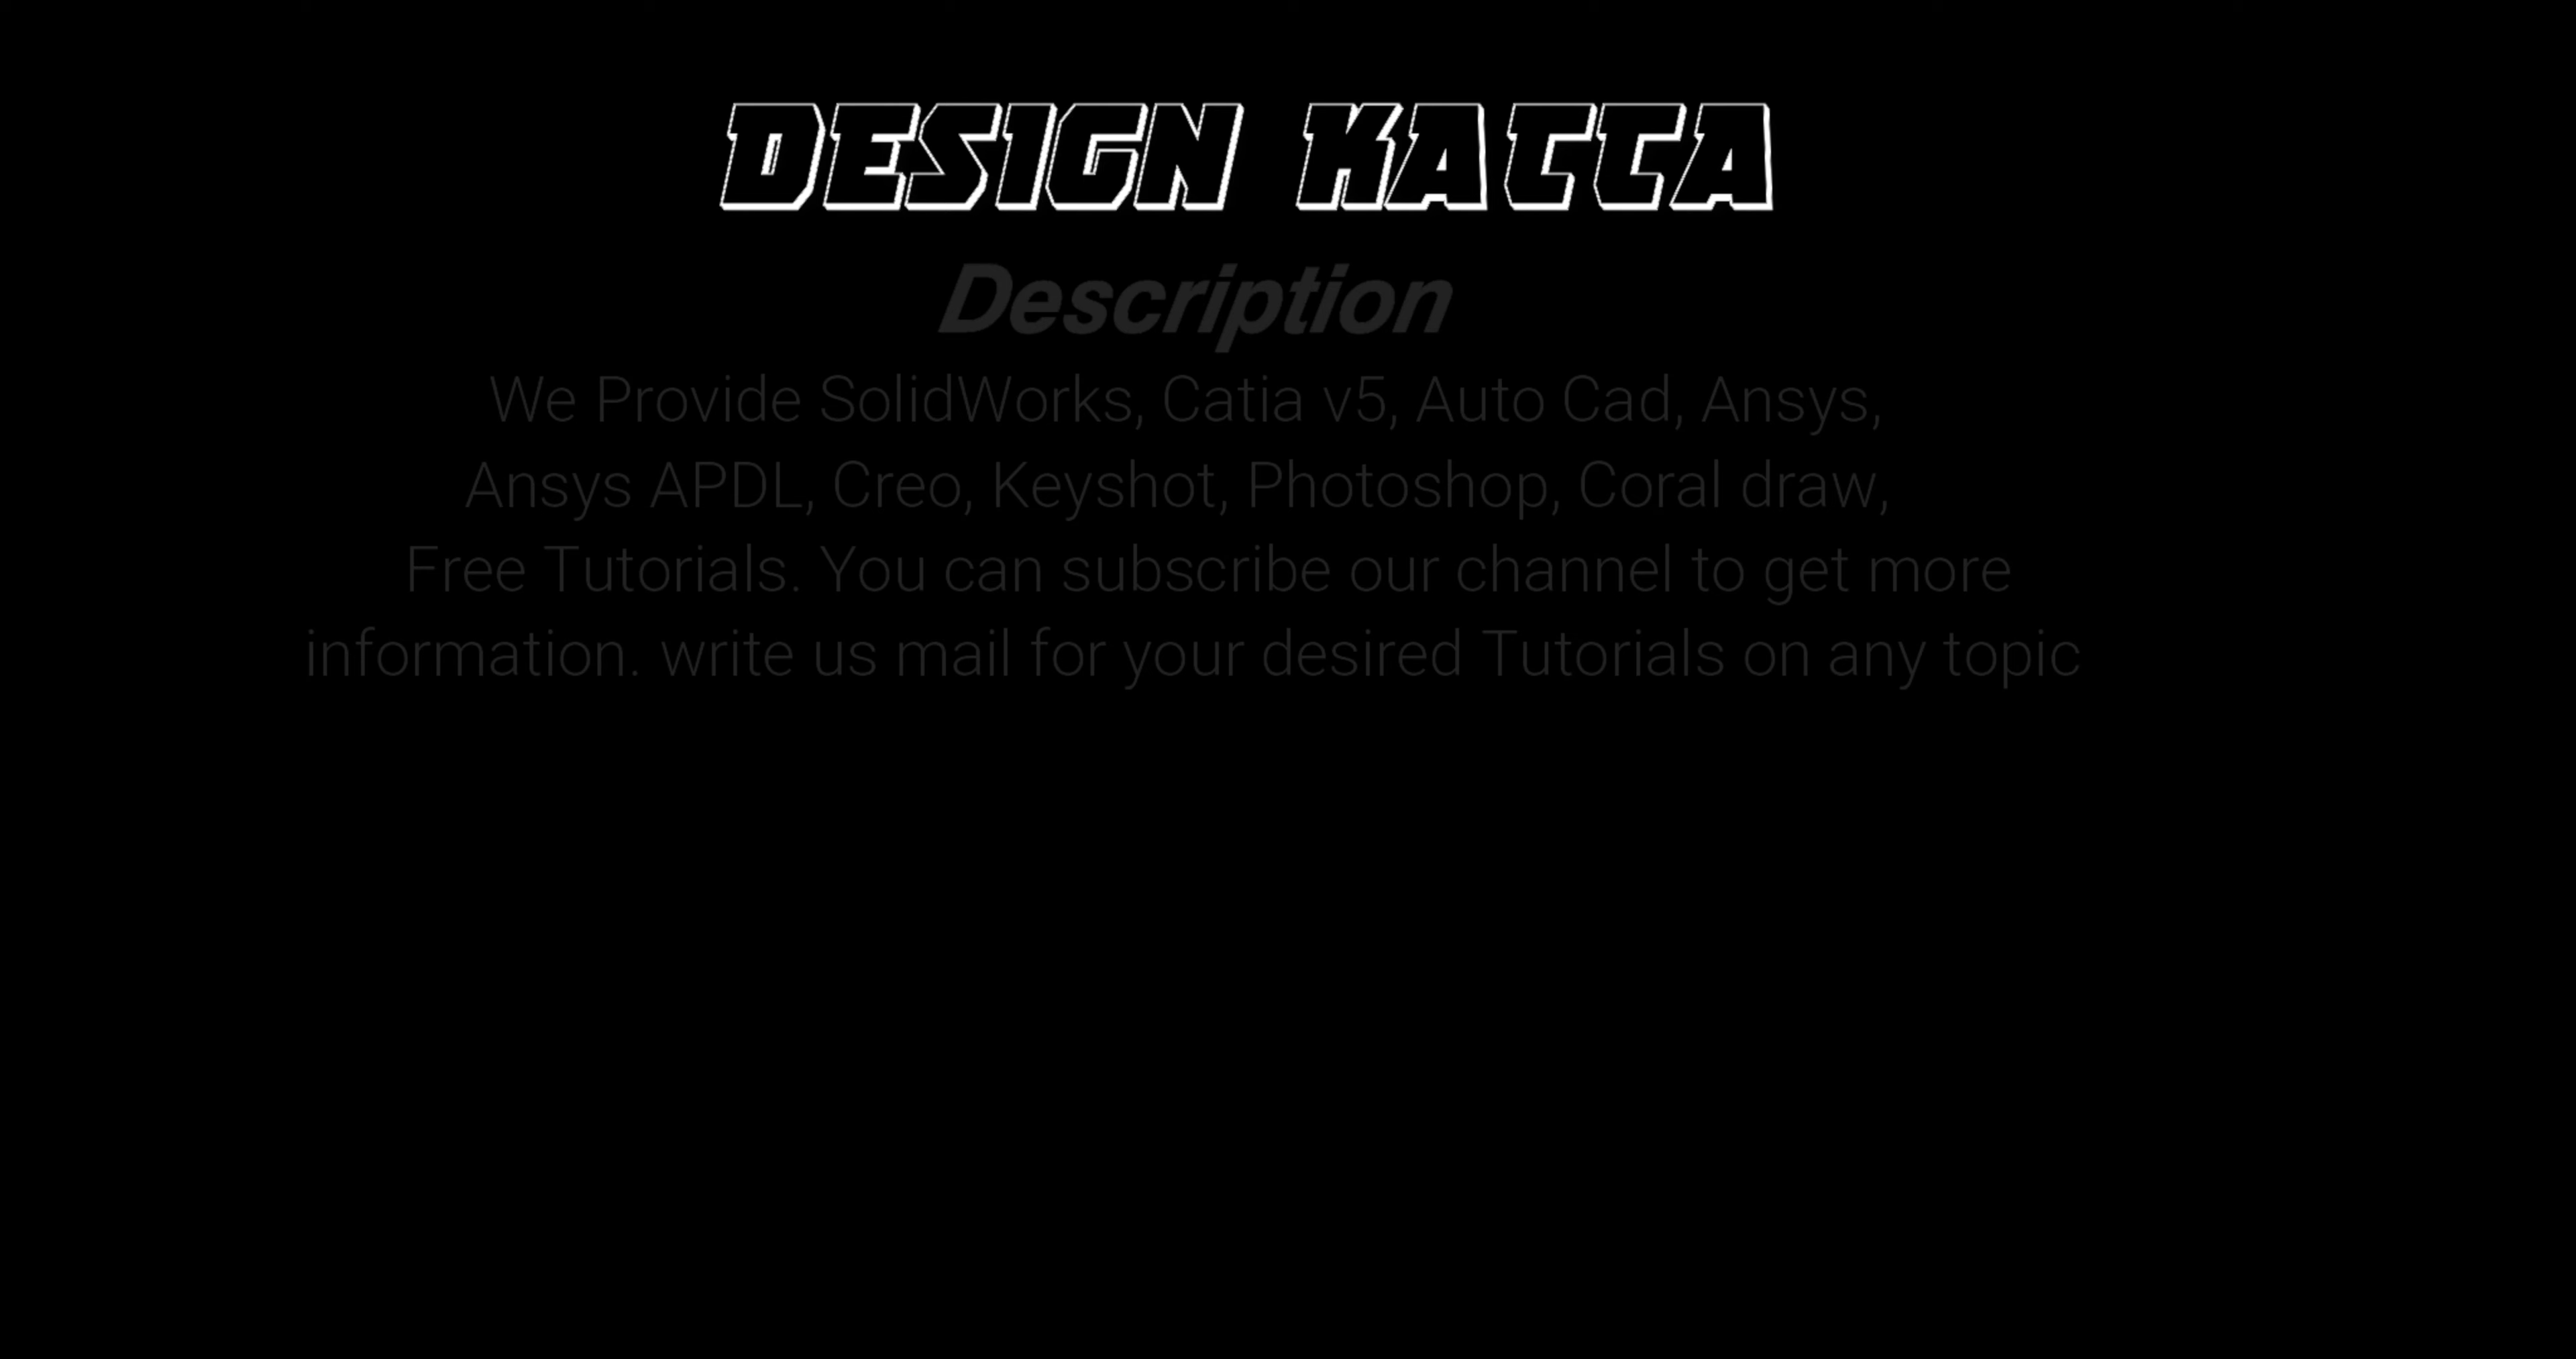 DESIGN KATTA
Description
We Provide SolidWorks, Catia v5, Auto Cad, Ansys,
Ansys APDL, Creo, Keyshot, Photoshop, Coral draw,
Free Tutorials. You can subscribe our channel to get more
information. write us mail for your desired Tutorials on any topic